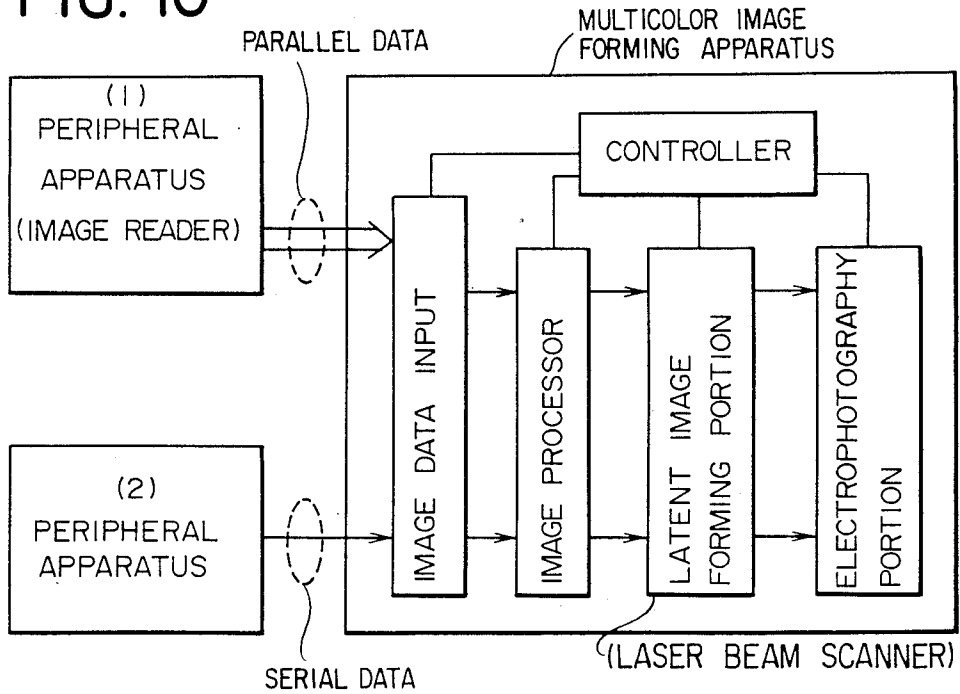 FIG. 10
PARALLEL DATA
MULTICOLOR IMAGE
FORMING APPARATUS
(1)
PERIPHERAL
APPARATUS
(IMAGE READER)
CONTROLLER
IMAGE DATA INPUT
IMAGE PROCESSOR
LATENT IMAGE
FORMING PORTION
ELECTROPHOTOGRAPHY
PORTION
(2)
PERIPHERAL
APPARATUS
SERIAL DATA
(LASER BEAM SCANNER)